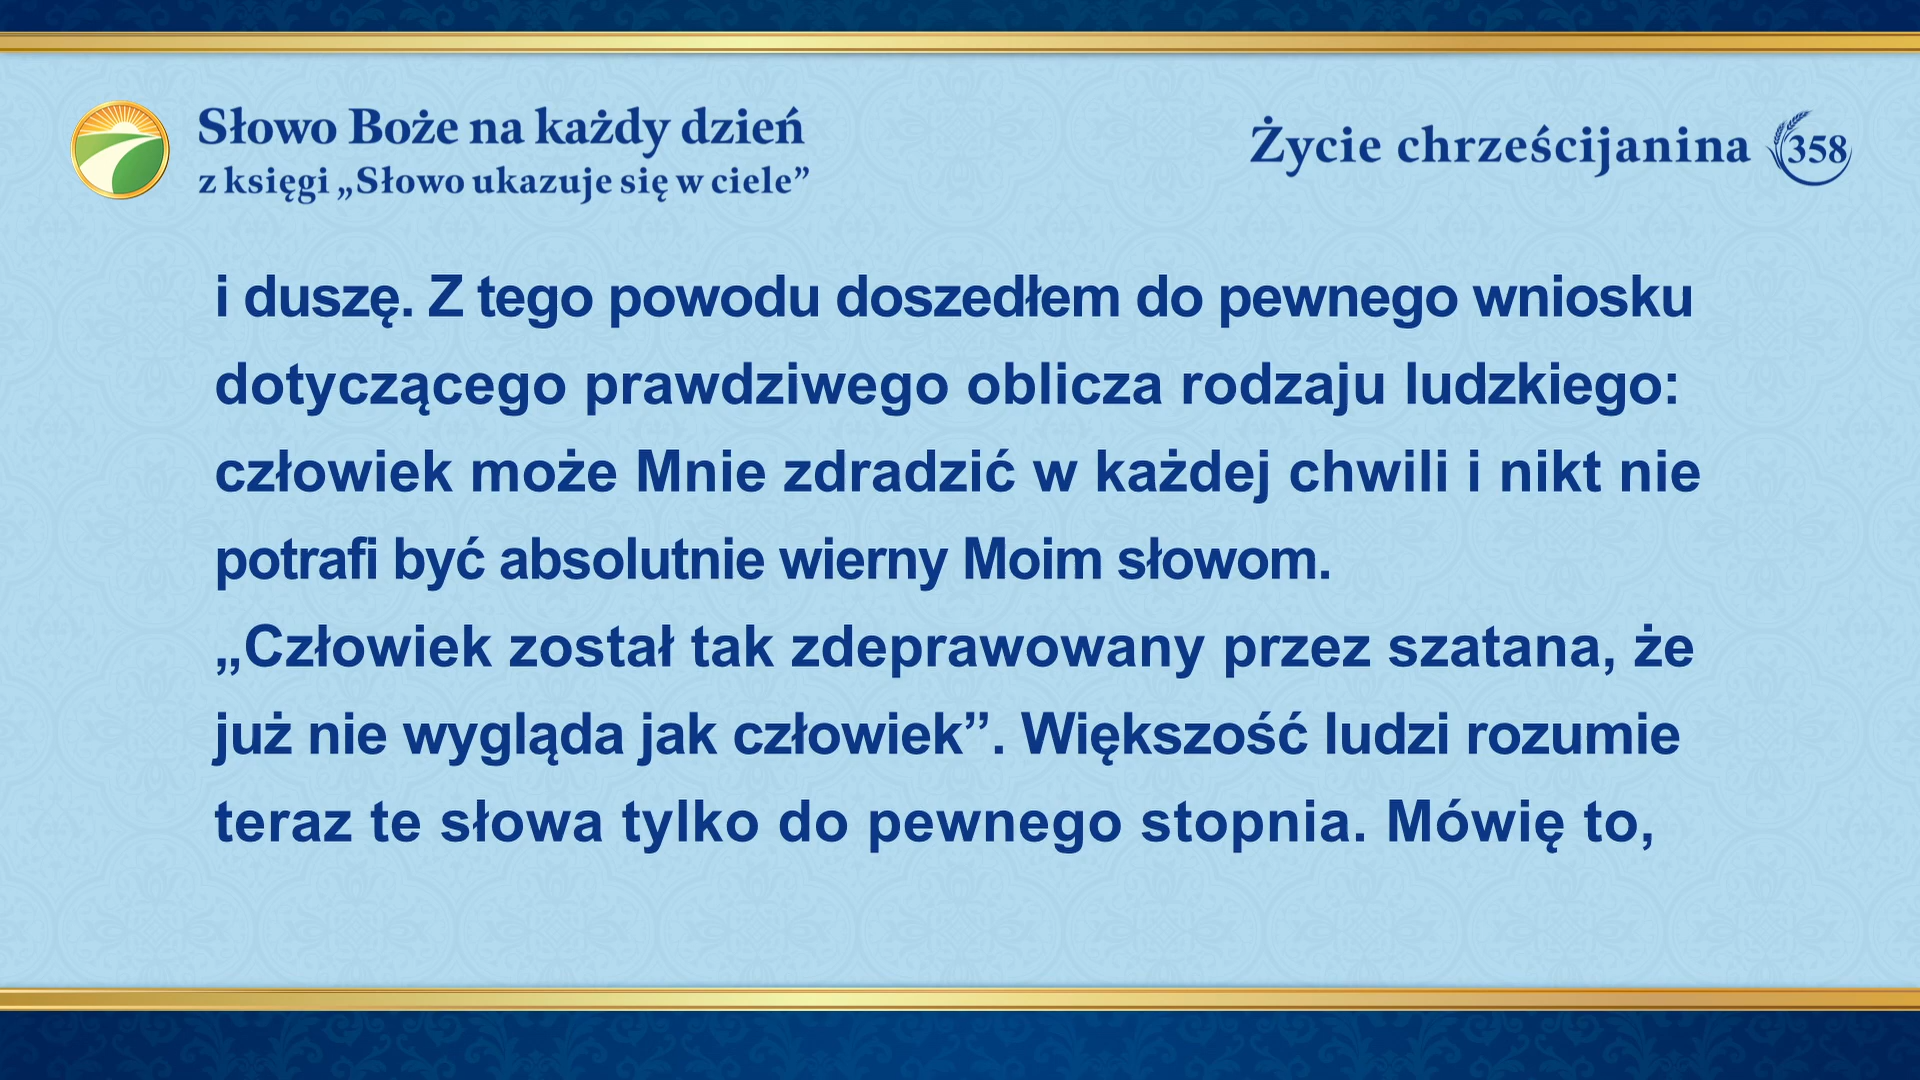 Słowo Boże na każdy dzień
z księgi „Słowo ukazuje się w ciele”
Życie chrześcijanina 358
i duszę. Z tego powodu doszedłem do pewnego wniosku
dotyczącego prawdziwego oblicza rodzaju ludzkiego:
człowiek może Mnie zdradzić w każdej chwili i nikt nie
potrafi być absolutnie wierny Moim słowom.
„Człowiek został tak zdeprawowany przez szatana, że
już nie wygląda jak człowiek”. Większość ludzi rozumie
teraz te słowa tylko do pewnego stopnia. Mówię to,